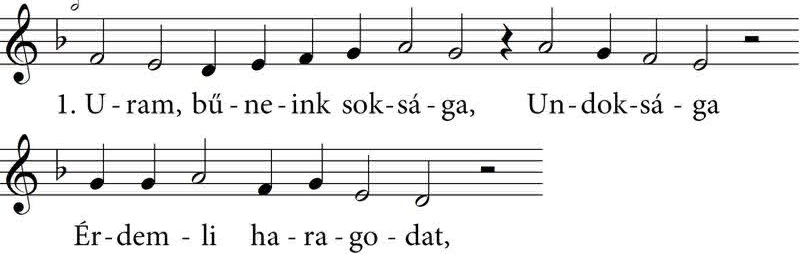 1. U - ram, bű - ne - ink sok - sá - ga, Un - dok - sá - ga
Ér - dem - li ha - ra - go - dat,